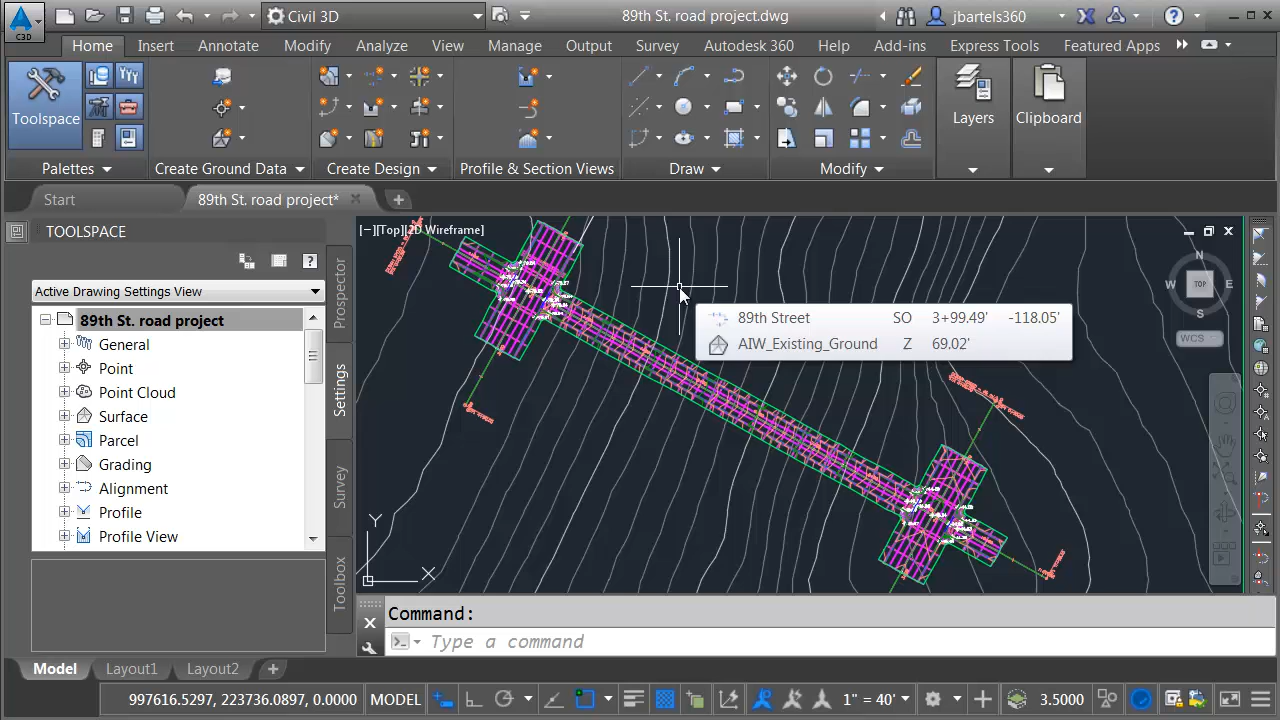 C3D
Civil 3D
89th St. road project.dwg
jbartels360
Home
Insert
Annotate
Modify
Analyze
View
Manage
Output
Survey
Autodesk 360
Help
Add-ins
Express Tools
Featured Apps
Toolspace
Layers
Clipboard
Palettes
Create Ground Data
Create Design
Profile & Section Views
Draw
Modify
Start
89th St. road project*
TOOLSPACE
Active Drawing Settings View
89th St. road project
General
Point
Point Cloud
Surface
Parcel
Grading
Alignment
Profile
Profile View
Prospector
Settings
Survey
Toolbox
[−][Top][2D Wireframe]
89th Street SO 3+99.49' -118.05'
AIW_Existing_Ground Z 69.02'
N
W TOP E
S
WCS
Y
X
Command:
Type a command
Model
Layout1
Layout2
997616.5297, 223736.0897, 0.0000
MODEL
1" = 40'
3.5000